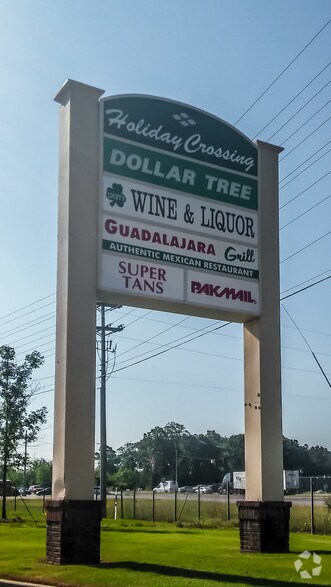 Holiday Crossing
DOLLAR TREE
WINE & LIQUOR
GUADALAJARA Grill
AUTHENTIC MEXICAN RESTAURANT
SUPER
TANS
PAKMAIL